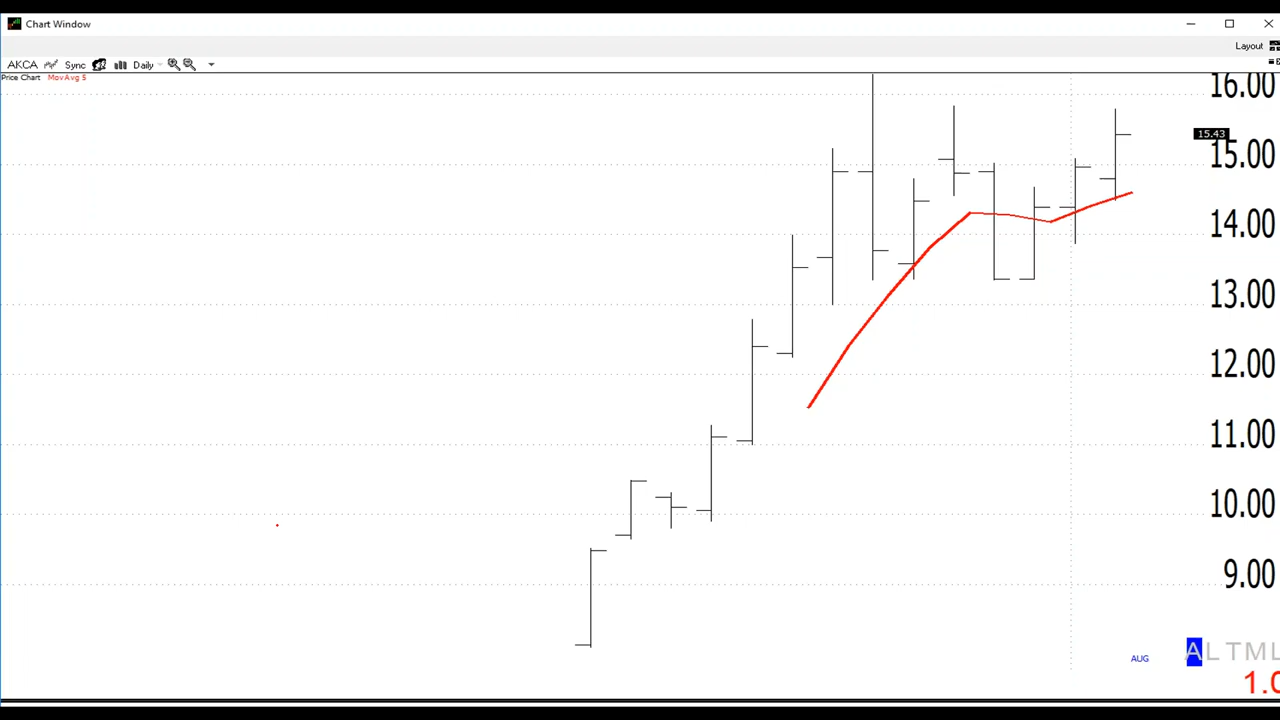 Chart Window
Layout
AKCA Sync Daily
Price Chart MovAvg 5
16.00
15.43
15.00
14.00
13.00
12.00
11.00
10.00
9.00
AUG
ALTML
1.0